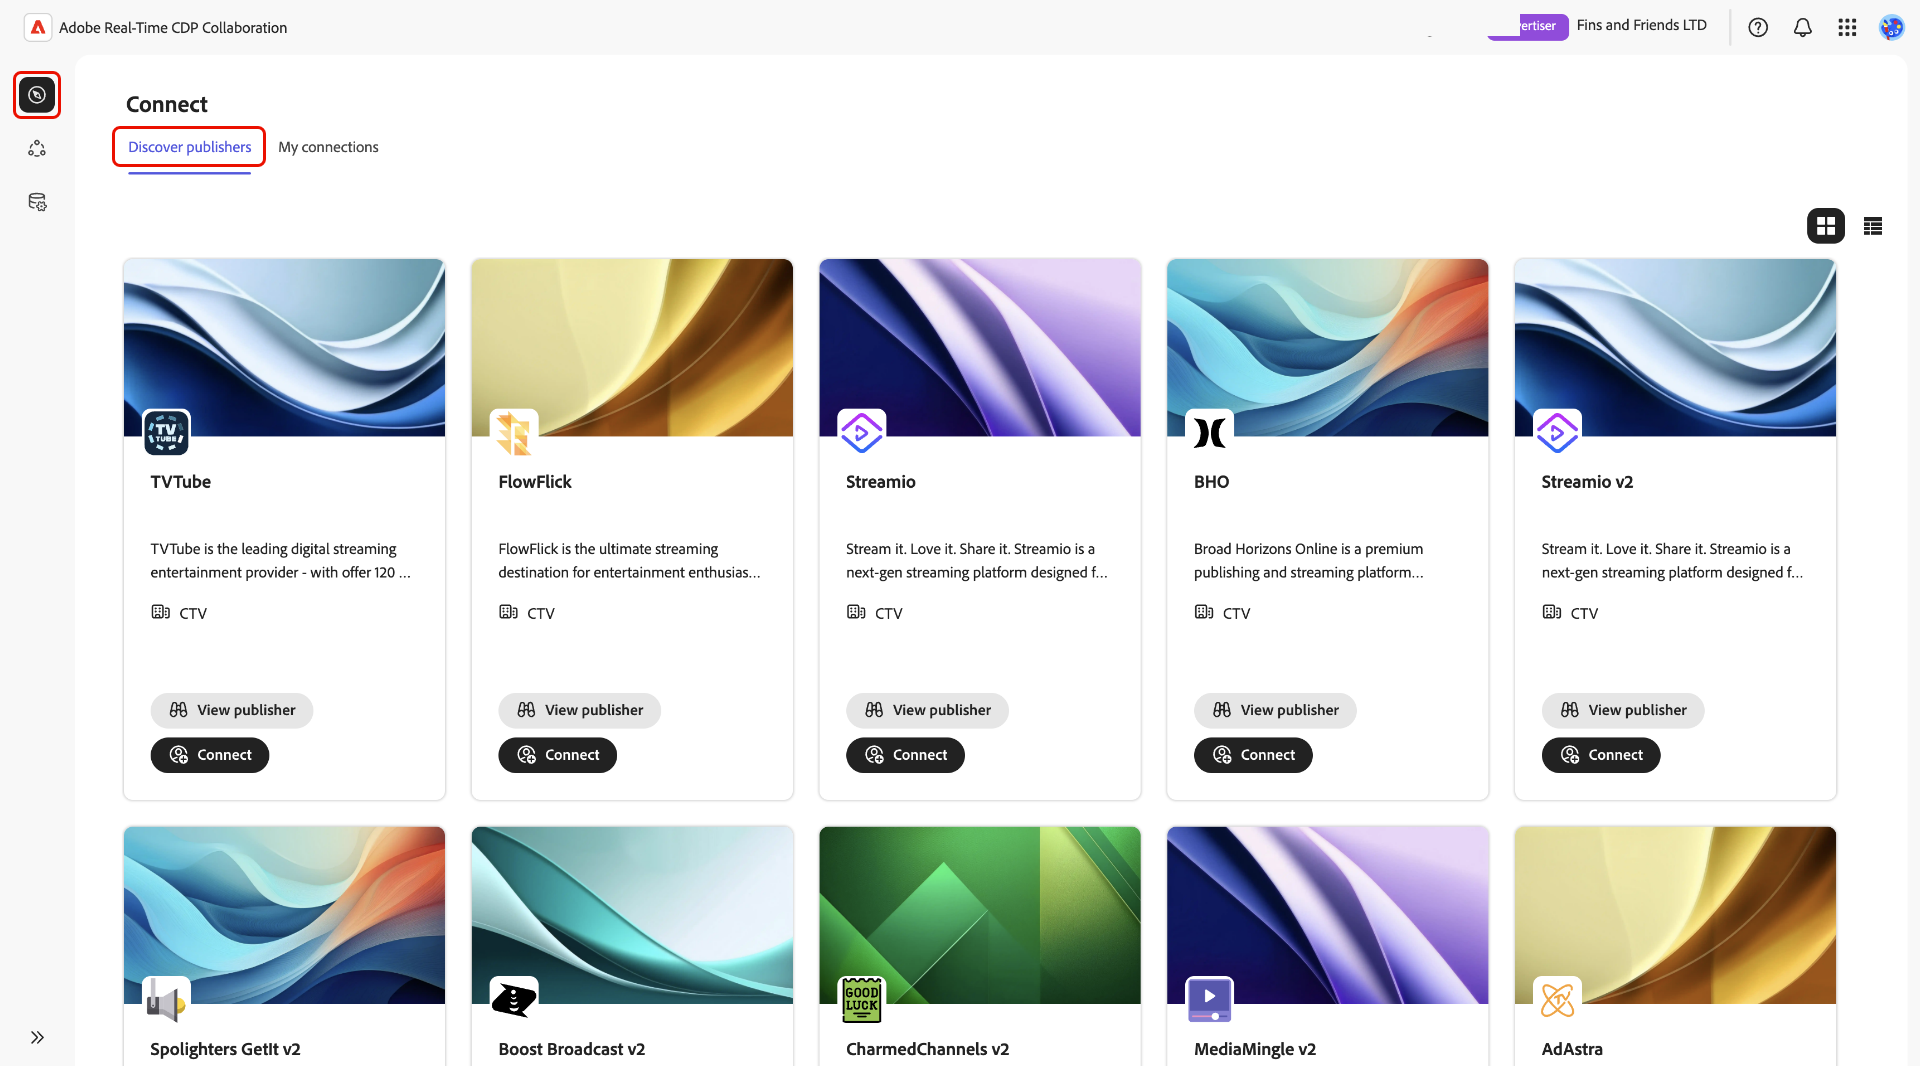 Adobe Real-Time CDP Collaboration
Fins and Friends LTD
Connect
Discover publishers
My connections
TV
TUBE
TVTube
TVTube is the leading digital streaming
entertainment provider - with offer 120 ...
CTV
View publisher
Connect
FlowFlick
FlowFlick is the ultimate streaming
destination for entertainment enthusias...
CTV
View publisher
Connect
Streamio
Stream it. Love it. Share it. Streamio is a
next-gen streaming platform designed f...
CTV
View publisher
Connect
BHO
Broad Horizons Online is a premium
publishing and streaming platform...
CTV
View publisher
Connect
Streamio v2
Stream it. Love it. Share it. Streamio is a
next-gen streaming platform designed f...
CTV
View publisher
Connect
Spolighters GetIt v2
Boost Broadcast v2
GOOD
LUCK
CharmedChannels v2
MediaMingle v2
TV
AdAstra